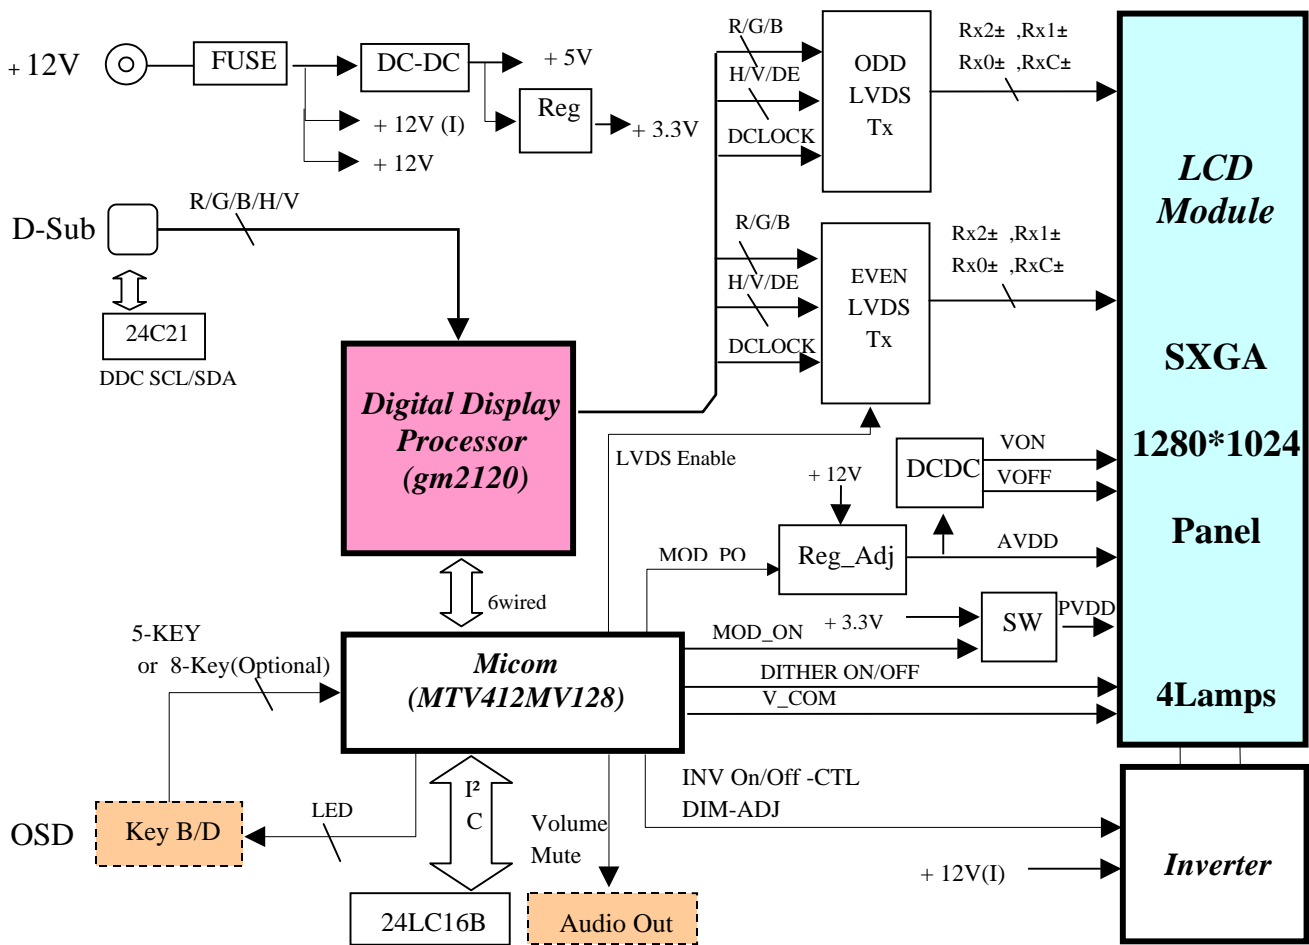 + 12V
FUSE
DC-DC
+ 5V
Reg
+ 3.3V
+ 12V (I)
+ 12V
D-Sub
R/G/B/H/V
24C21
DDC SCL/SDA
Digital Display
Processor
(gm2120)
R/G/B
H/V/DE
DCLOCK
ODD
LVDS
Tx
Rx2± ,Rx1±
Rx0± ,RxC±
R/G/B
H/V/DE
DCLOCK
EVEN
LVDS
Tx
Rx2± ,Rx1±
Rx0± ,RxC±
LCD
Module
SXGA
1280*1024
Panel
4Lamps
LVDS Enable
+ 12V
DCDC
VON
VOFF
MOD_PO
Reg_Adj
AVDD
6wired
+ 3.3V
SW
PVDD
MOD_ON
DITHER ON/OFF
V_COM
5-KEY
or 8-Key(Optional)
Micom
(MTV412MV128)
OSD
Key B/D
LED
I²
C
24LC16B
Volume
Mute
Audio Out
INV On/Off -CTL
DIM-ADJ
+ 12V(I)
Inverter